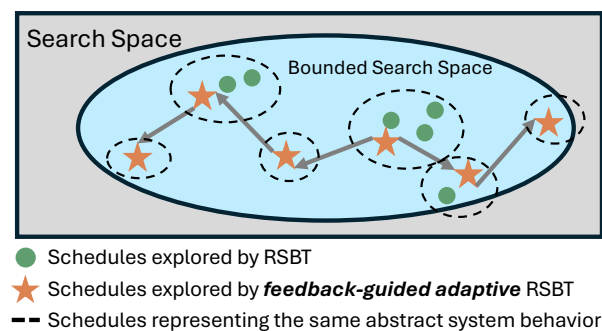 Search Space
Bounded Search Space
Schedules explored by RSBT
Schedules explored by feedback-guided adaptive RSBT
Schedules representing the same abstract system behavior